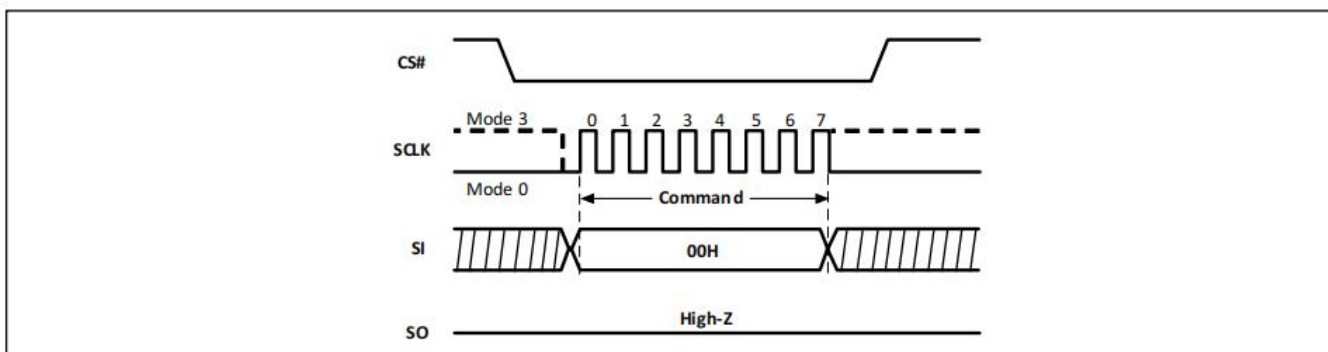 CS#
Mode 3
0 1 2 3 4 5 6 7
SCLK
Mode 0
Command
SI
00H
High-Z
SO